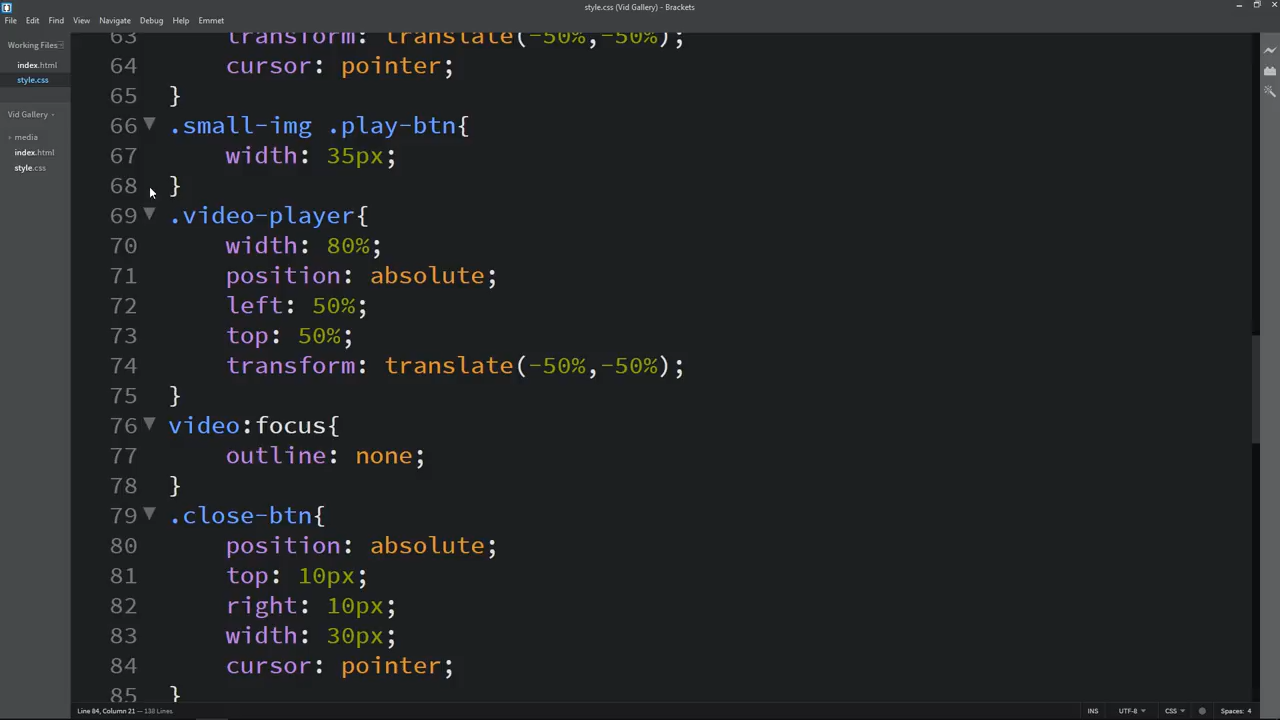 style.css (Vid Gallery) - Brackets
File Edit Find View Navigate Debug Help Emmet
Working Files
index.html
style.css
Vid Gallery
media
index.html
style.css
63 transform: translate(-50%,-50%);
64 cursor: pointer;
65 }
66 .small-img .play-btn{
67 width: 35px;
68 }
69 .video-player{
70 width: 80%;
71 position: absolute;
72 left: 50%;
73 top: 50%;
74 transform: translate(-50%,-50%);
75 }
76 video:focus{
77 outline: none;
78 }
79 .close-btn{
80 position: absolute;
81 top: 10px;
82 right: 10px;
83 width: 30px;
84 cursor: pointer;
85 }
Line 84, Column 21 — 138 Lines
INS UTF-8 CSS Spaces: 4